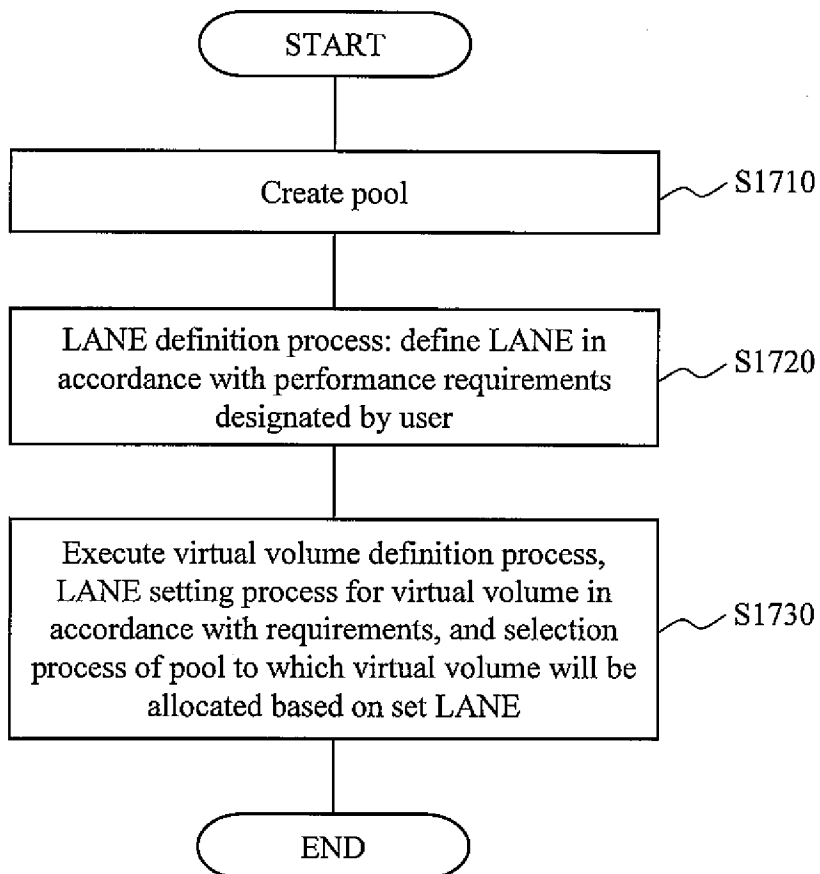 START
Create pool
S1710
LANE definition process: define LANE in
accordance with performance requirements
designated by user
S1720
Execute virtual volume definition process,
LANE setting process for virtual volume in
accordance with requirements, and selection
process of pool to which virtual volume will be
allocated based on set LANE
S1730
END